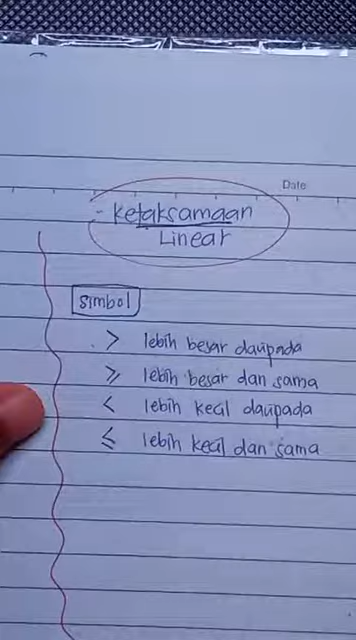 Date
- Ketaksamaan
Linear
simbol
> lebih besar daripada
⩾ lebih besar dan sama
< lebih kecil daripada
⩽ lebih kecil dan sama